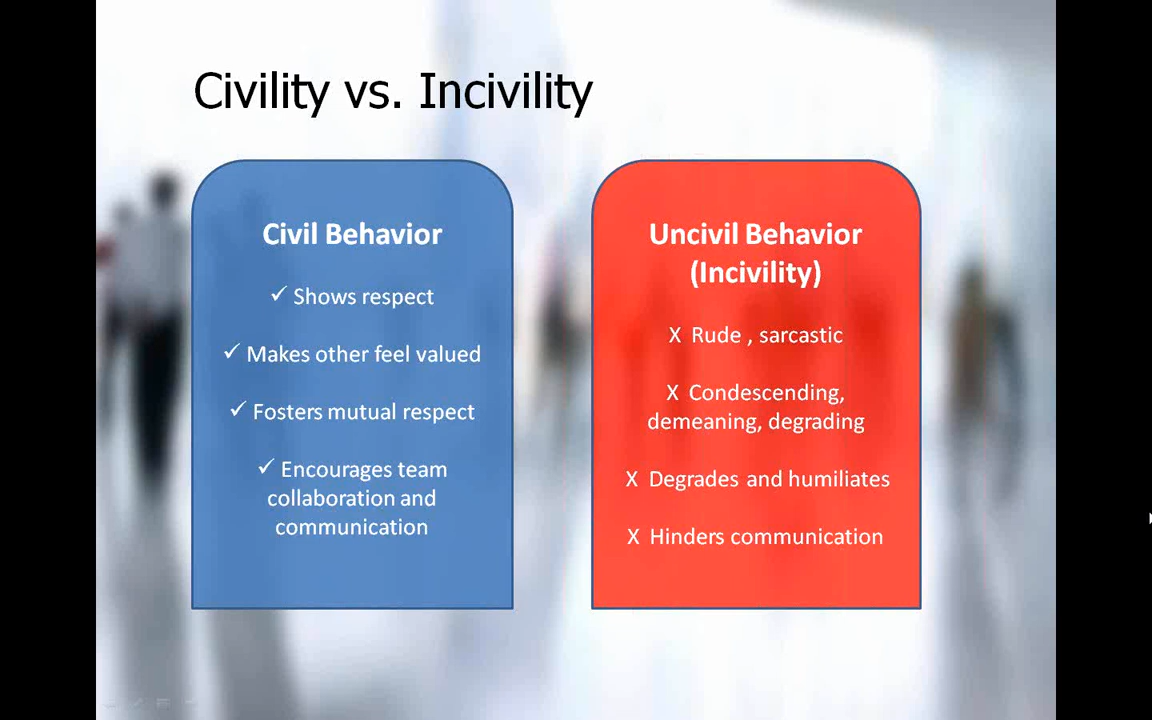 Civility vs. Incivility
Civil Behavior
✓ Shows respect
✓ Makes other feel valued
✓ Fosters mutual respect
✓ Encourages team
collaboration and
communication
Uncivil Behavior
(Incivility)
X Rude , sarcastic
X Condescending,
demeaning, degrading
X Degrades and humiliates
X Hinders communication